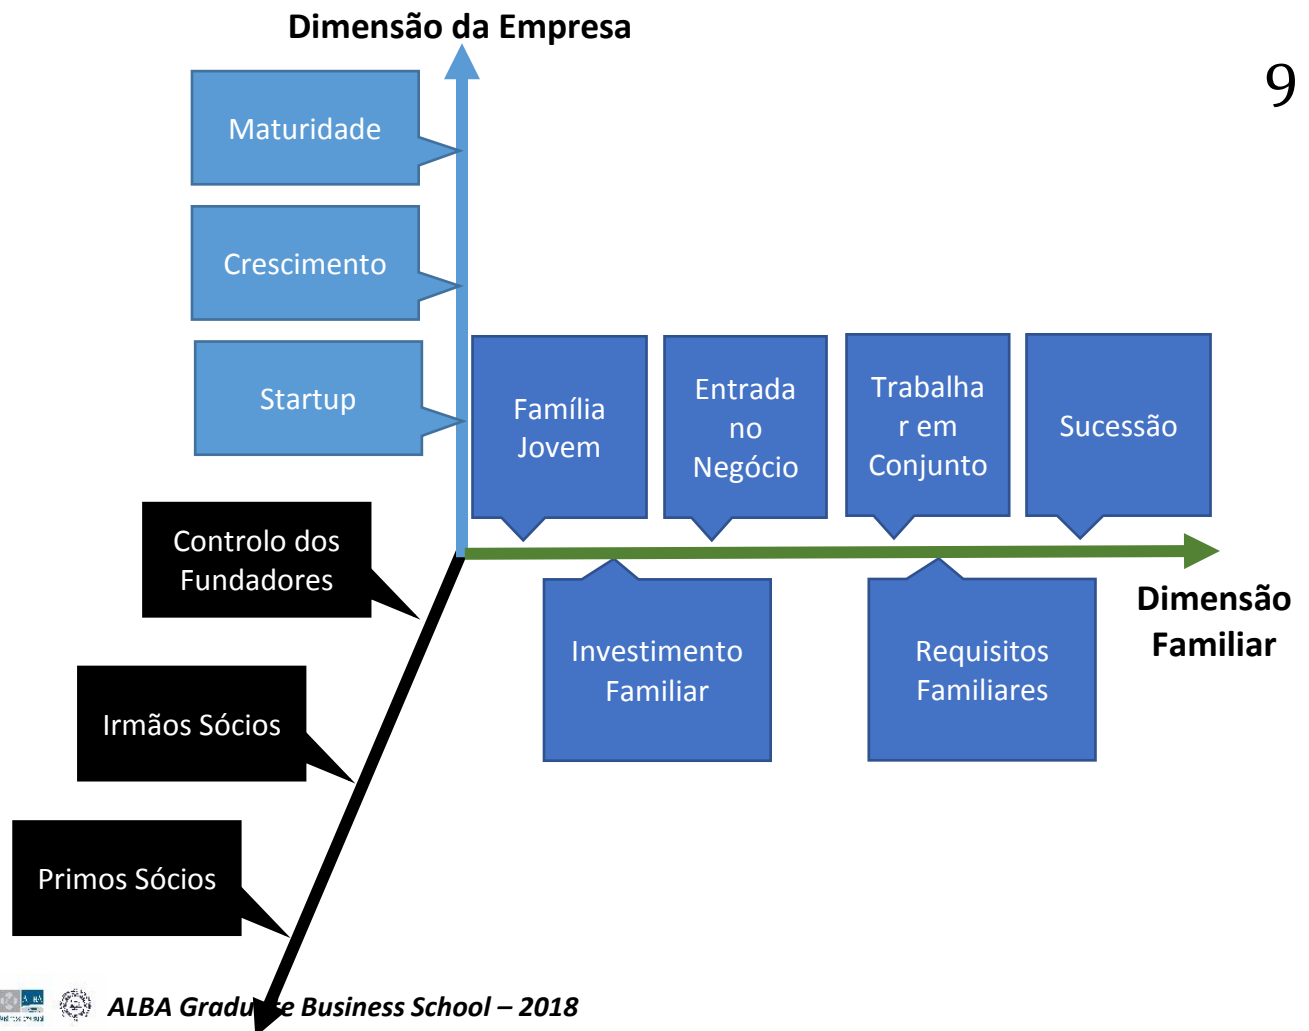 Dimensão da Empresa
9
Maturidade
Crescimento
Startup
Família
Jovem
Entrada
no
Negócio
Trabalha
r em
Conjunto
Sucessão
Controlo dos
Fundadores
Dimensão
Familiar
Investimento
Familiar
Requisitos
Familiares
Irmãos Sócios
Primos Sócios
ALBA Graduate Business School – 2018